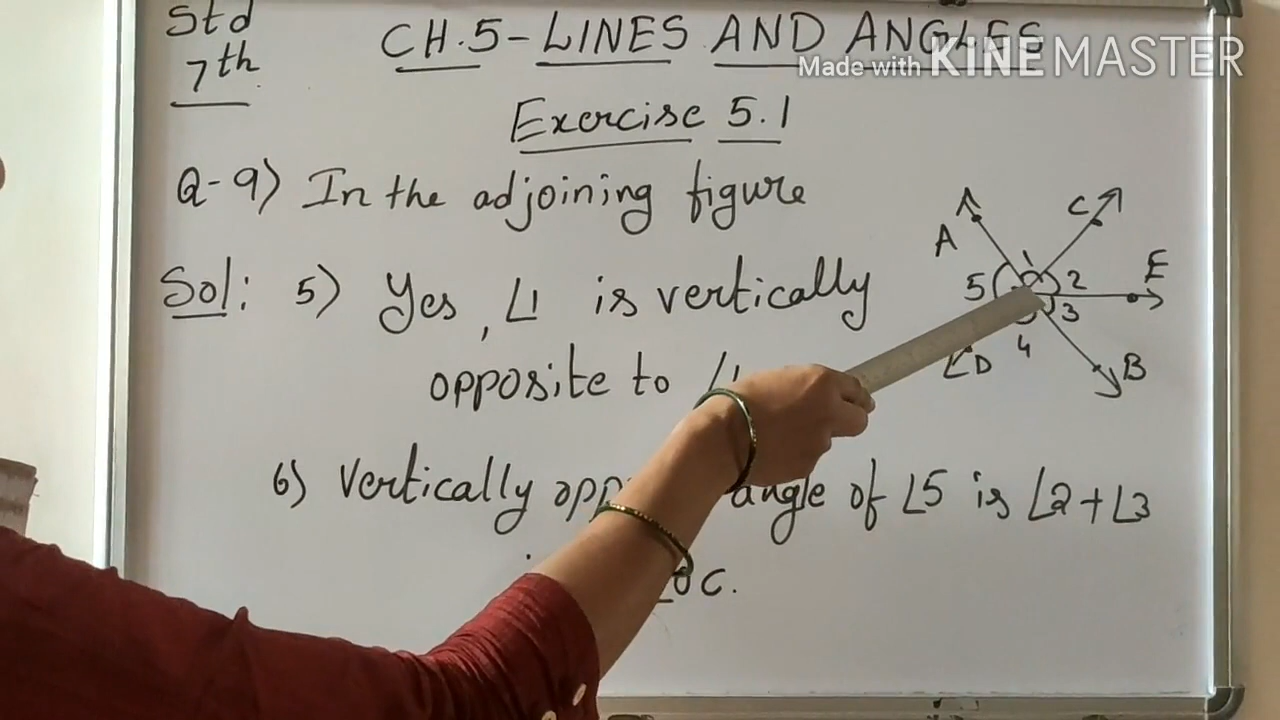 Std
7th.
CH.5-LINES AND ANGLES
Made with KINEMASTER
Exercise 5.1
Q-9) In the adjoining figure
Sol: 5) Yes, ∠1 is vertically
opposite to
6) Vertically angle of ∠5 is ∠2+∠3
OC.
A
C
E
B
D
1
2
3
4
5